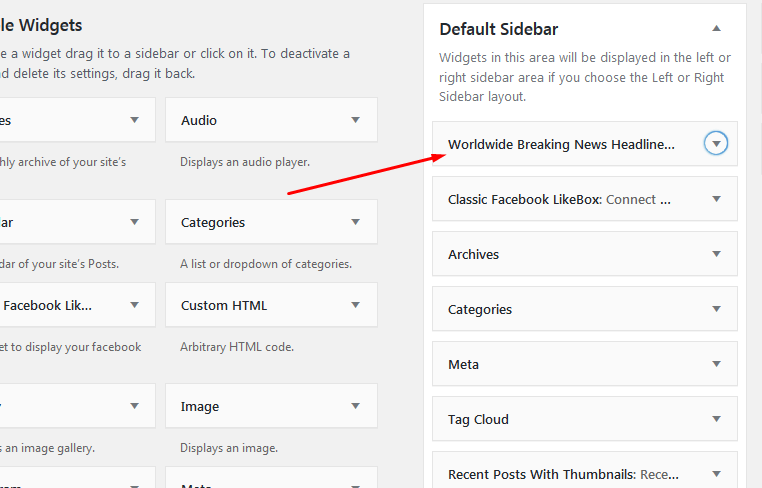 le Widgets
e a widget drag it to a sidebar or click on it. To deactivate a
nd delete its settings, drag it back.
es
Audio
hly archive of your site's
Displays an audio player.
dar
Categories
dar of your site's Posts.
A list or dropdown of categories.
Facebook Lik...
Custom HTML
et to display your facebook
Arbitrary HTML code.
Image
s an image gallery.
Displays an image.
Meta
Default Sidebar
Widgets in this area will be displayed in the left or
right sidebar area if you choose the Left or Right
Sidebar layout.
Worldwide Breaking News Headline...
Classic Facebook LikeBox: Connect ...
Archives
Categories
Meta
Tag Cloud
Recent Posts With Thumbnails: Rece...